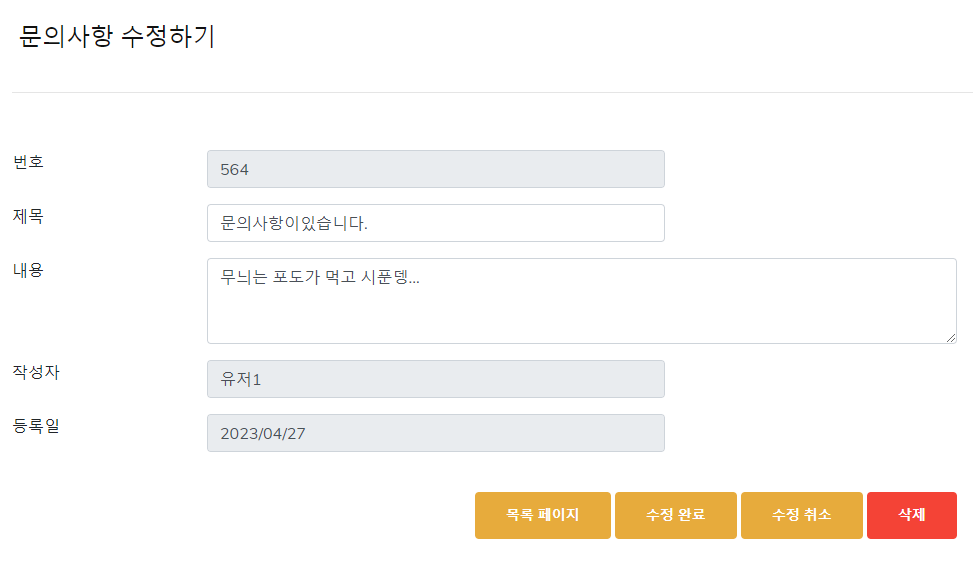 문의사항 수정하기
번호
564
제목
문의사항이있습니다.
내용
무늬는 포도가 먹고 시푼뎅...
작성자
유저1
등록일
2023/04/27
목록 페이지 수정 완료 수정 취소 삭제